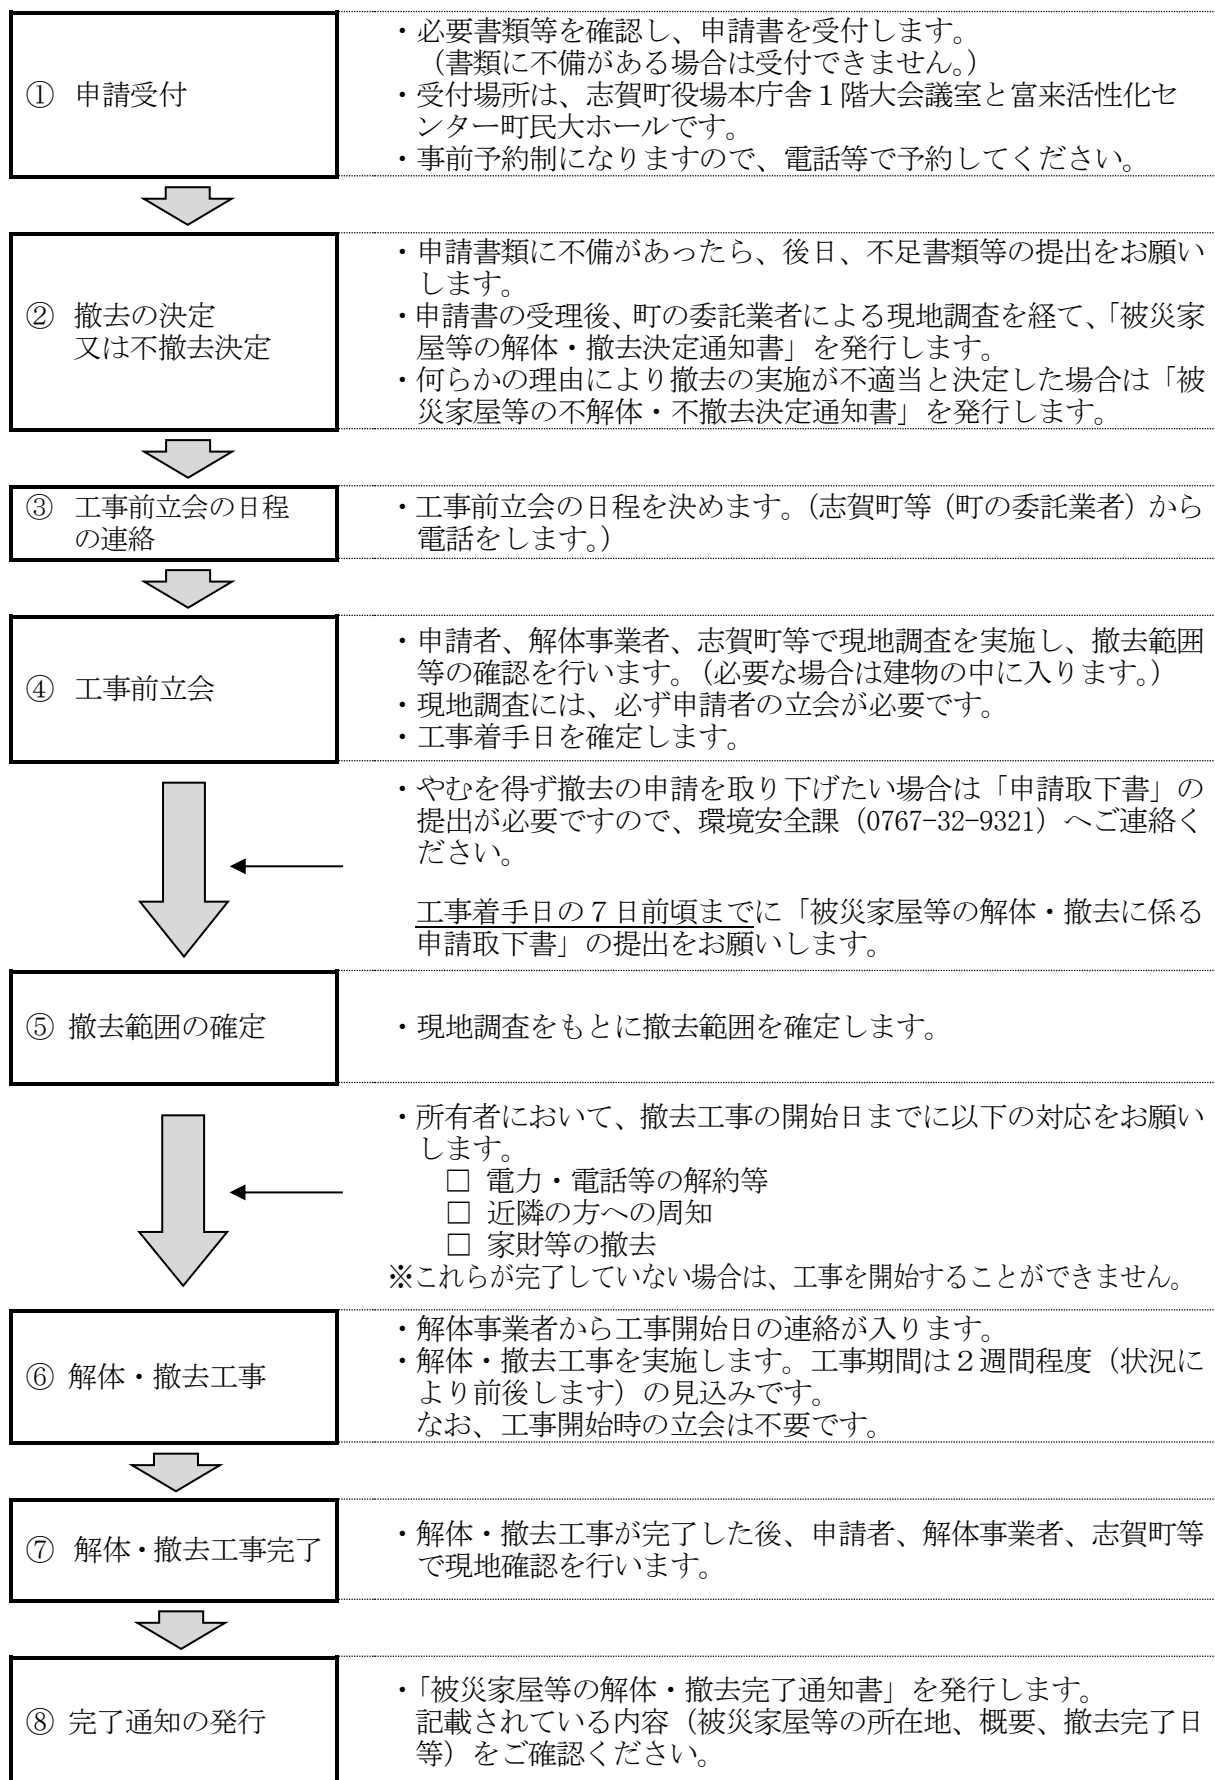 ① 申請受付
・必要書類等を確認し、申請書を受付します。
（書類に不備がある場合は受付できません。）
・受付場所は、志賀町役場本庁舎１階大会議室と富来活性化セ
ンター町民大ホールです。
・事前予約制になりますので、電話等で予約してください。
② 撤去の決定
又は不撤去決定
・申請書類に不備があったら、後日、不足書類等の提出をお願い
します。
・申請書の受理後、町の委託業者による現地調査を経て、「被災家
屋等の解体・撤去決定通知書」を発行します。
・何らかの理由により撤去の実施が不適当と決定した場合は「被
災家屋等の不解体・不撤去決定通知書」を発行します。
③ 工事前立会の日程
の連絡
・工事前立会の日程を決めます。（志賀町等（町の委託業者）から
電話をします。）
④ 工事前立会
・申請者、解体事業者、志賀町等で現地調査を実施し、撤去範囲
等の確認を行います。（必要な場合は建物の中に入ります。）
・現地調査には、必ず申請者の立会が必要です。
・工事着手日を確定します。
・やむを得ず撤去の申請を取り下げたい場合は「申請取下書」の
提出が必要ですので、環境安全課（0767-32-9321）へご連絡く
ださい。
工事着手日の７日前頃までに「被災家屋等の解体・撤去に係る
申請取下書」の提出をお願いします。
⑤ 撤去範囲の確定
・現地調査をもとに撤去範囲を確定します。
・所有者において、撤去工事の開始日までに以下の対応をお願い
します。
□ 電力・電話等の解約等
□ 近隣の方への周知
□ 家財等の撤去
※これらが完了していない場合は、工事を開始することができません。
⑥ 解体・撤去工事
・解体事業者から工事開始日の連絡が入ります。
・解体・撤去工事を実施します。工事期間は２週間程度（状況に
より前後します）の見込みです。
なお、工事開始時の立会は不要です。
⑦ 解体・撤去工事完了
・解体・撤去工事が完了した後、申請者、解体事業者、志賀町等
で現地確認を行います。
⑧ 完了通知の発行
・「被災家屋等の解体・撤去完了通知書」を発行します。
記載されている内容（被災家屋等の所在地、概要、撤去完了日
等）をご確認ください。